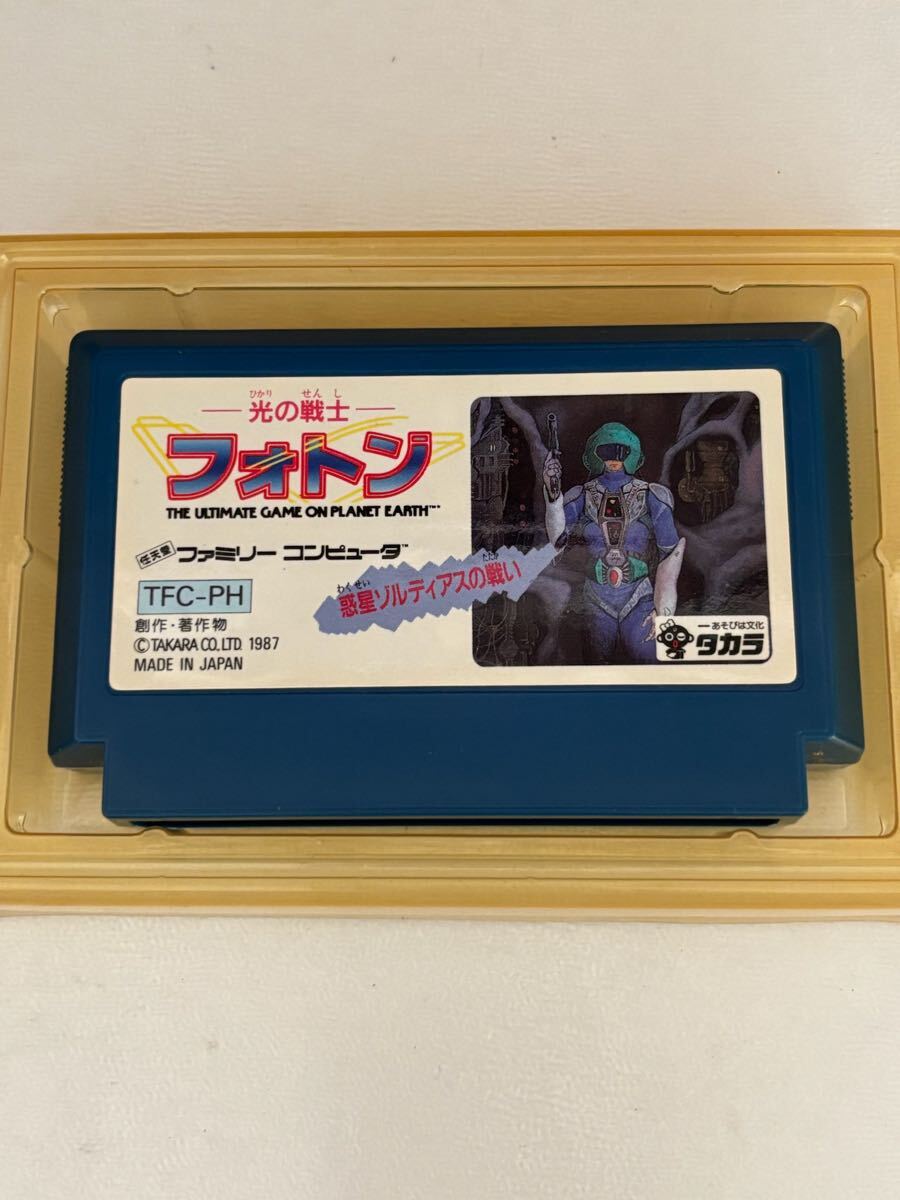 ひかり せんし
光の戦士
フォトン
THE ULTIMATE GAME ON PLANET EARTH™
任天堂 ファミリー コンピュータ™
わくせい たたか
惑星ゾルディアスの戦い
TFC-PH
創作・著作物
©TAKARA CO.,LTD. 1987
MADE IN JAPAN
あそびは文化
タカラ